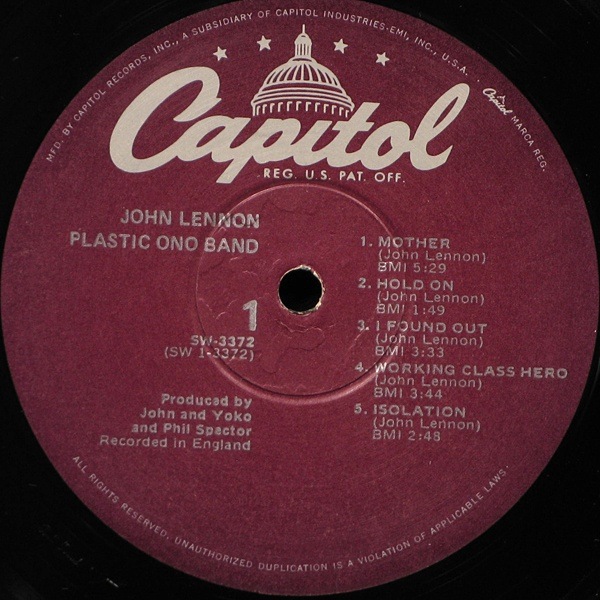 MFD. BY CAPITOL RECORDS, INC., A SUBSIDIARY OF CAPITOL INDUSTRIES-EMI, INC., U.S.A.
Capitol MARCA REG.
Capitol
REG. U.S. PAT. OFF.
JOHN LENNON
PLASTIC ONO BAND
1
SW-3372
(SW 1-3372)
Produced by
John and Yoko
and Phil Spector
Recorded in England
1. MOTHER
(John Lennon)
BMI 5:29
2. HOLD ON
(John Lennon)
BMI 1:49
3. I FOUND OUT
(John Lennon)
BMI 3:33
4. WORKING CLASS HERO
(John Lennon)
BMI 3:44
5. ISOLATION
(John Lennon)
BMI 2:48
ALL RIGHTS RESERVED. UNAUTHORIZED DUPLICATION IS A VIOLATION OF APPLICABLE LAWS.